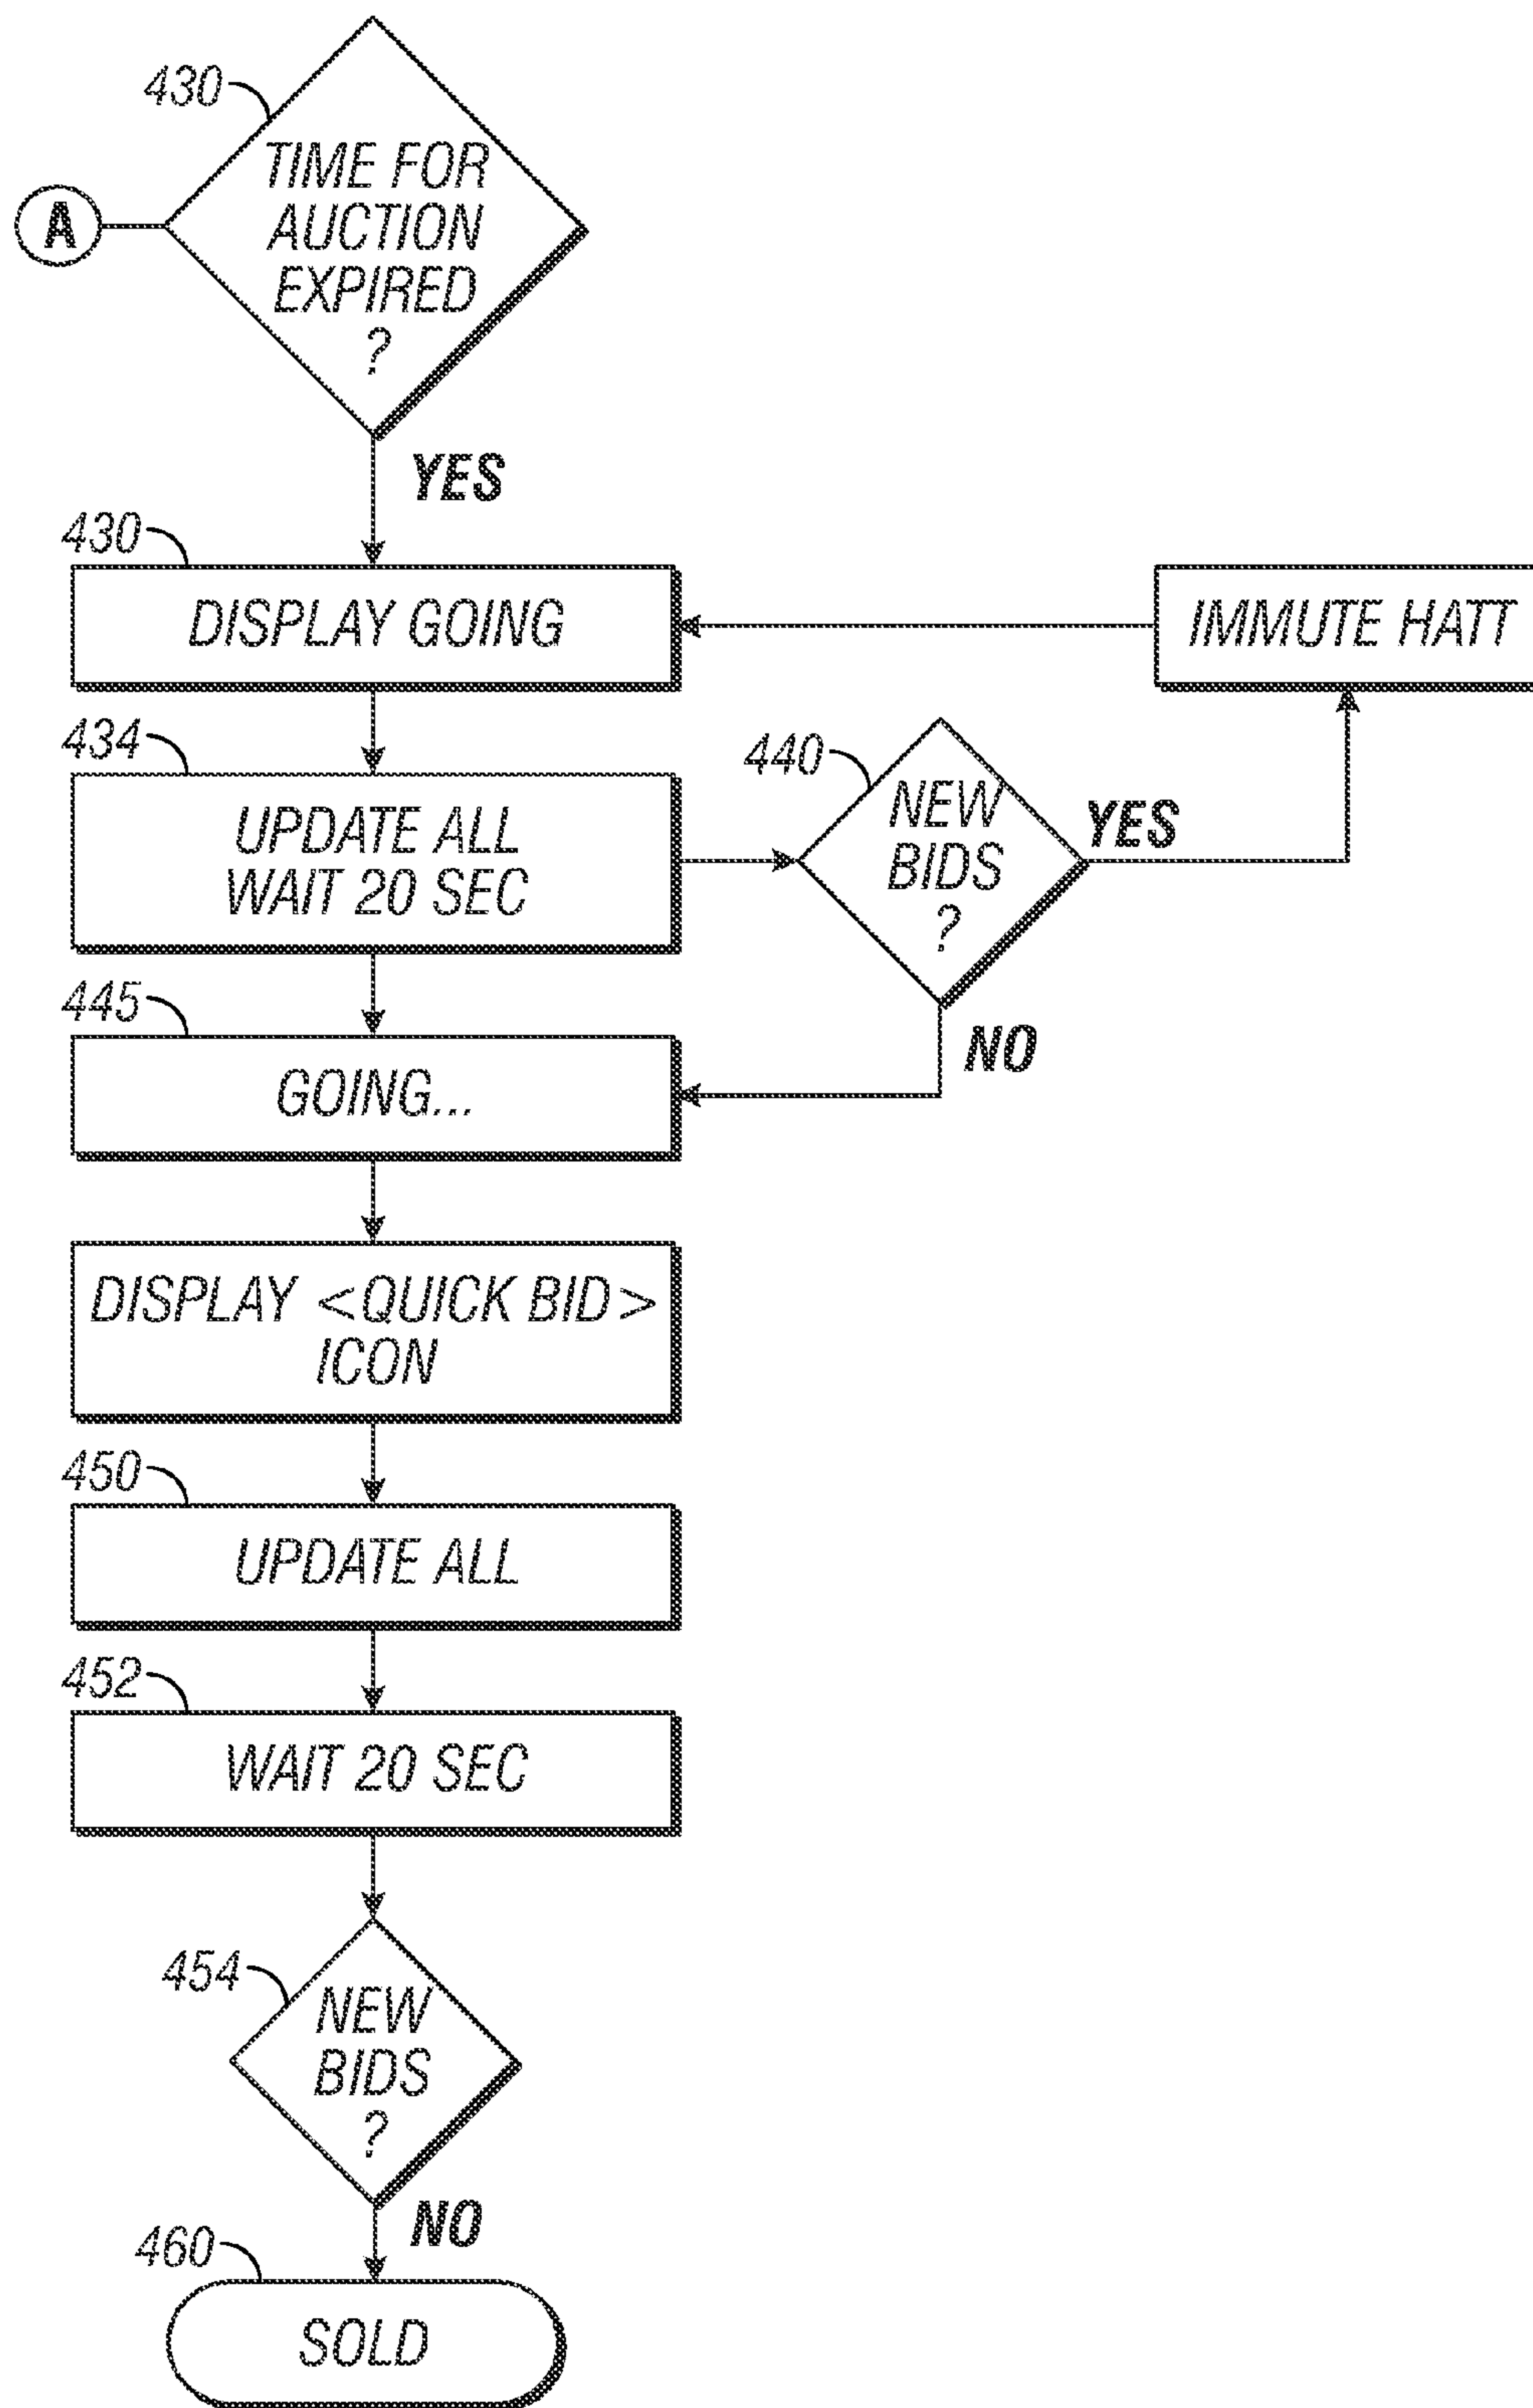 430
TIME FOR
AUCTION
EXPIRED
?
A
YES
430
DISPLAY GOING
IMMUTE HATT
434
UPDATE ALL
WAIT 20 SEC
440
NEW
BIDS
?
YES
NO
445
GOING...
DISPLAY <QUICK BID>
ICON
450
UPDATE ALL
452
WAIT 20 SEC
454
NEW
BIDS
?
NO
460
SOLD